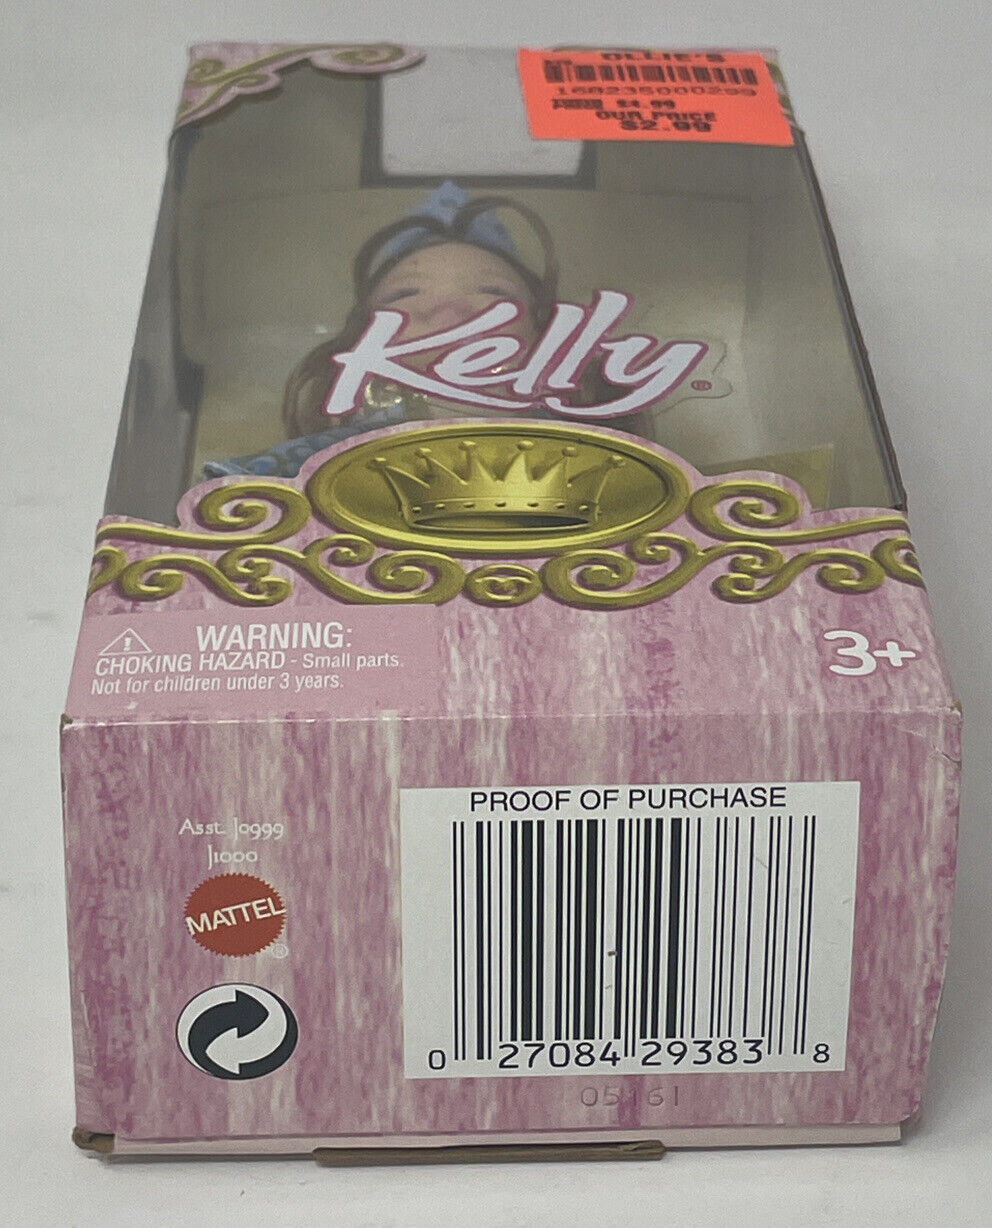 OLLIE'S
168235000299
$4.99
OUR PRICE
$2.99
Kelly®
WARNING:
CHOKING HAZARD - Small parts.
Not for children under 3 years.
3+
PROOF OF PURCHASE
Asst. J0999
J1000
MATTEL®
0 27084 29383 8